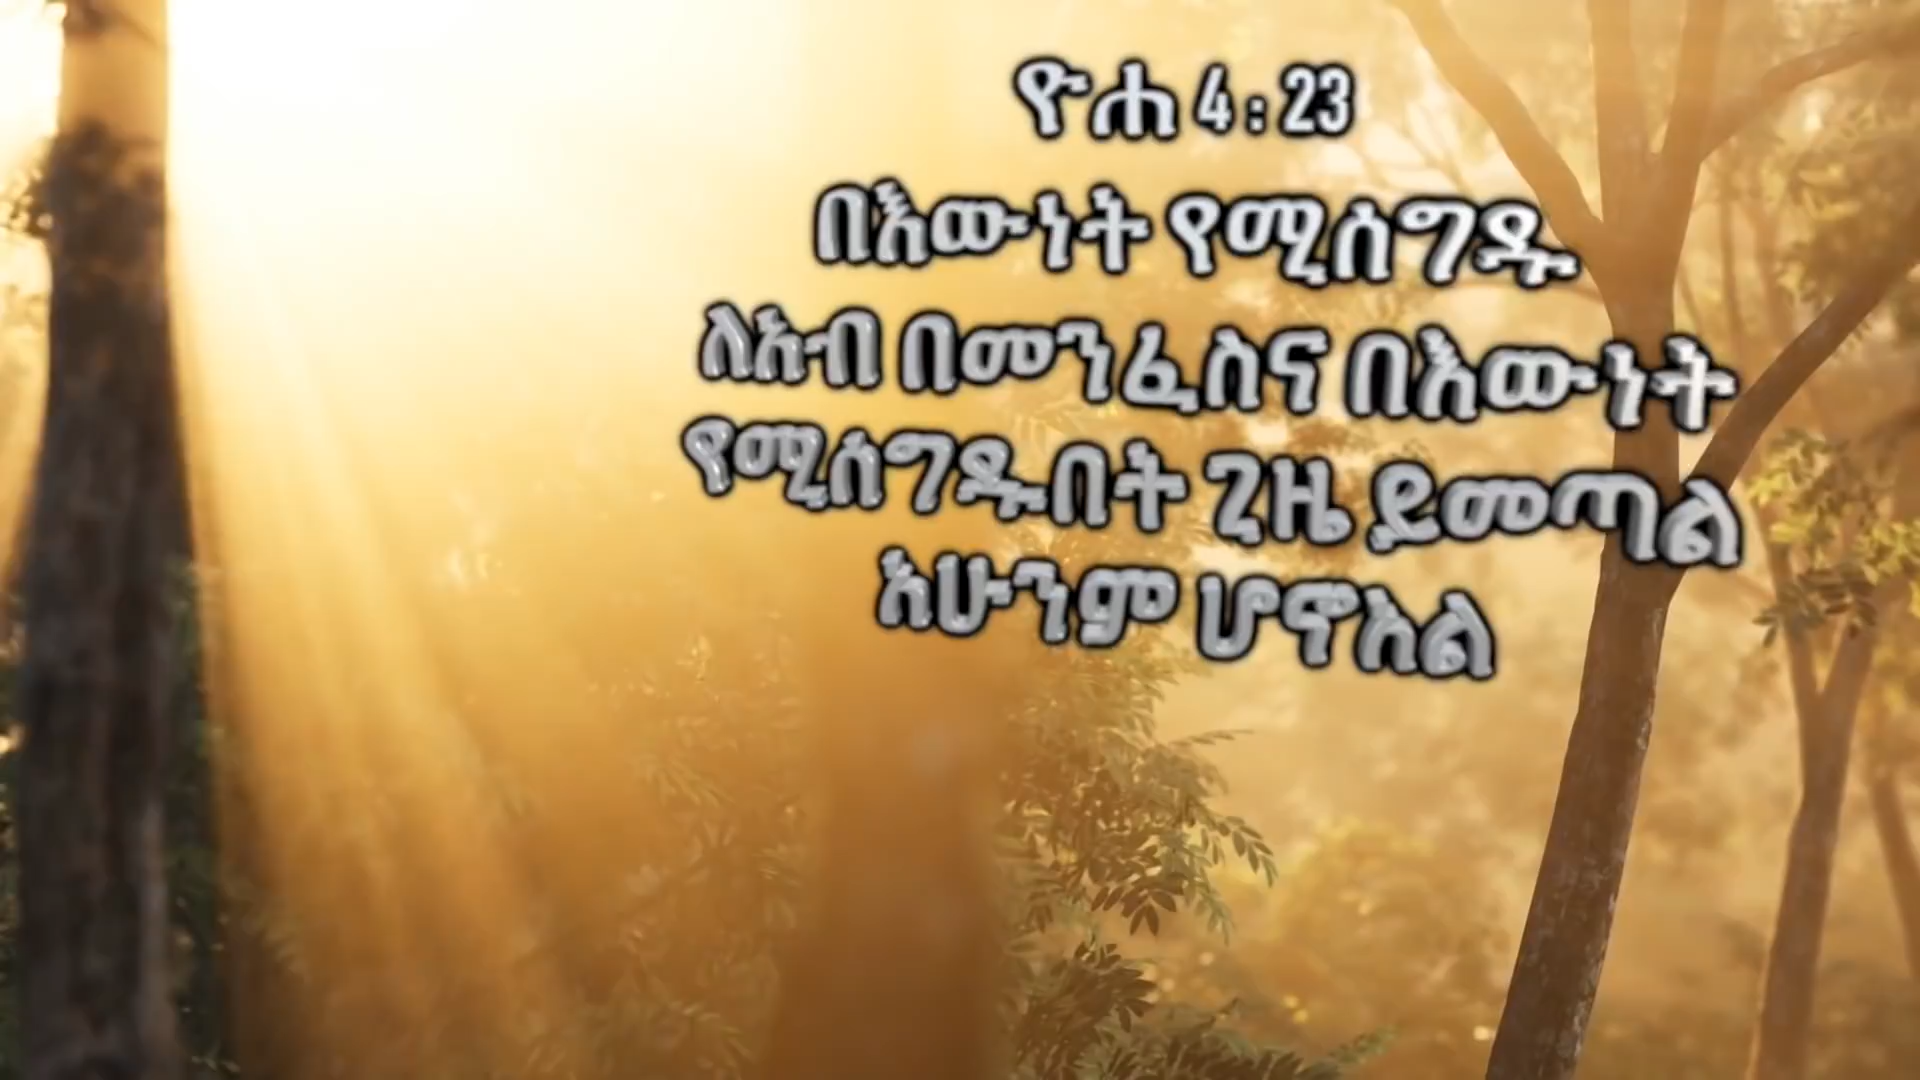 ዮሐ 4 : 23
በእውነት የሚሰግዱ
ለአብ በመንፈስና በእውነት
የሚሰግዱበት ጊዜ ይመጣል
አሁንም ሆኖአል